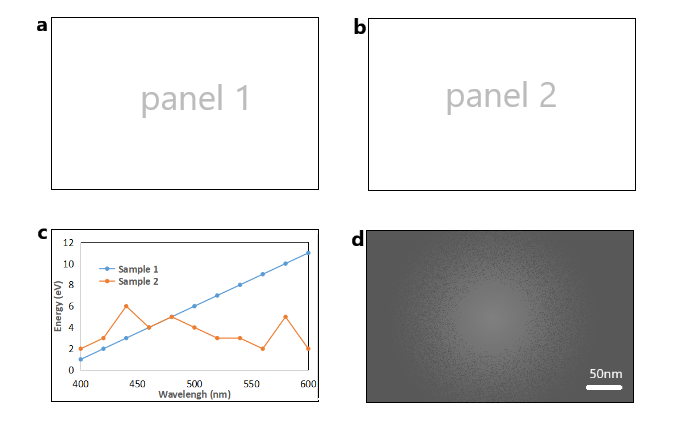 a
panel 1
b
panel 2
c
12
10
8
6
4
2
0
Energy (eV)
Sample 1
Sample 2
400
450
500
550
600
Wavelengh (nm)
d
50nm